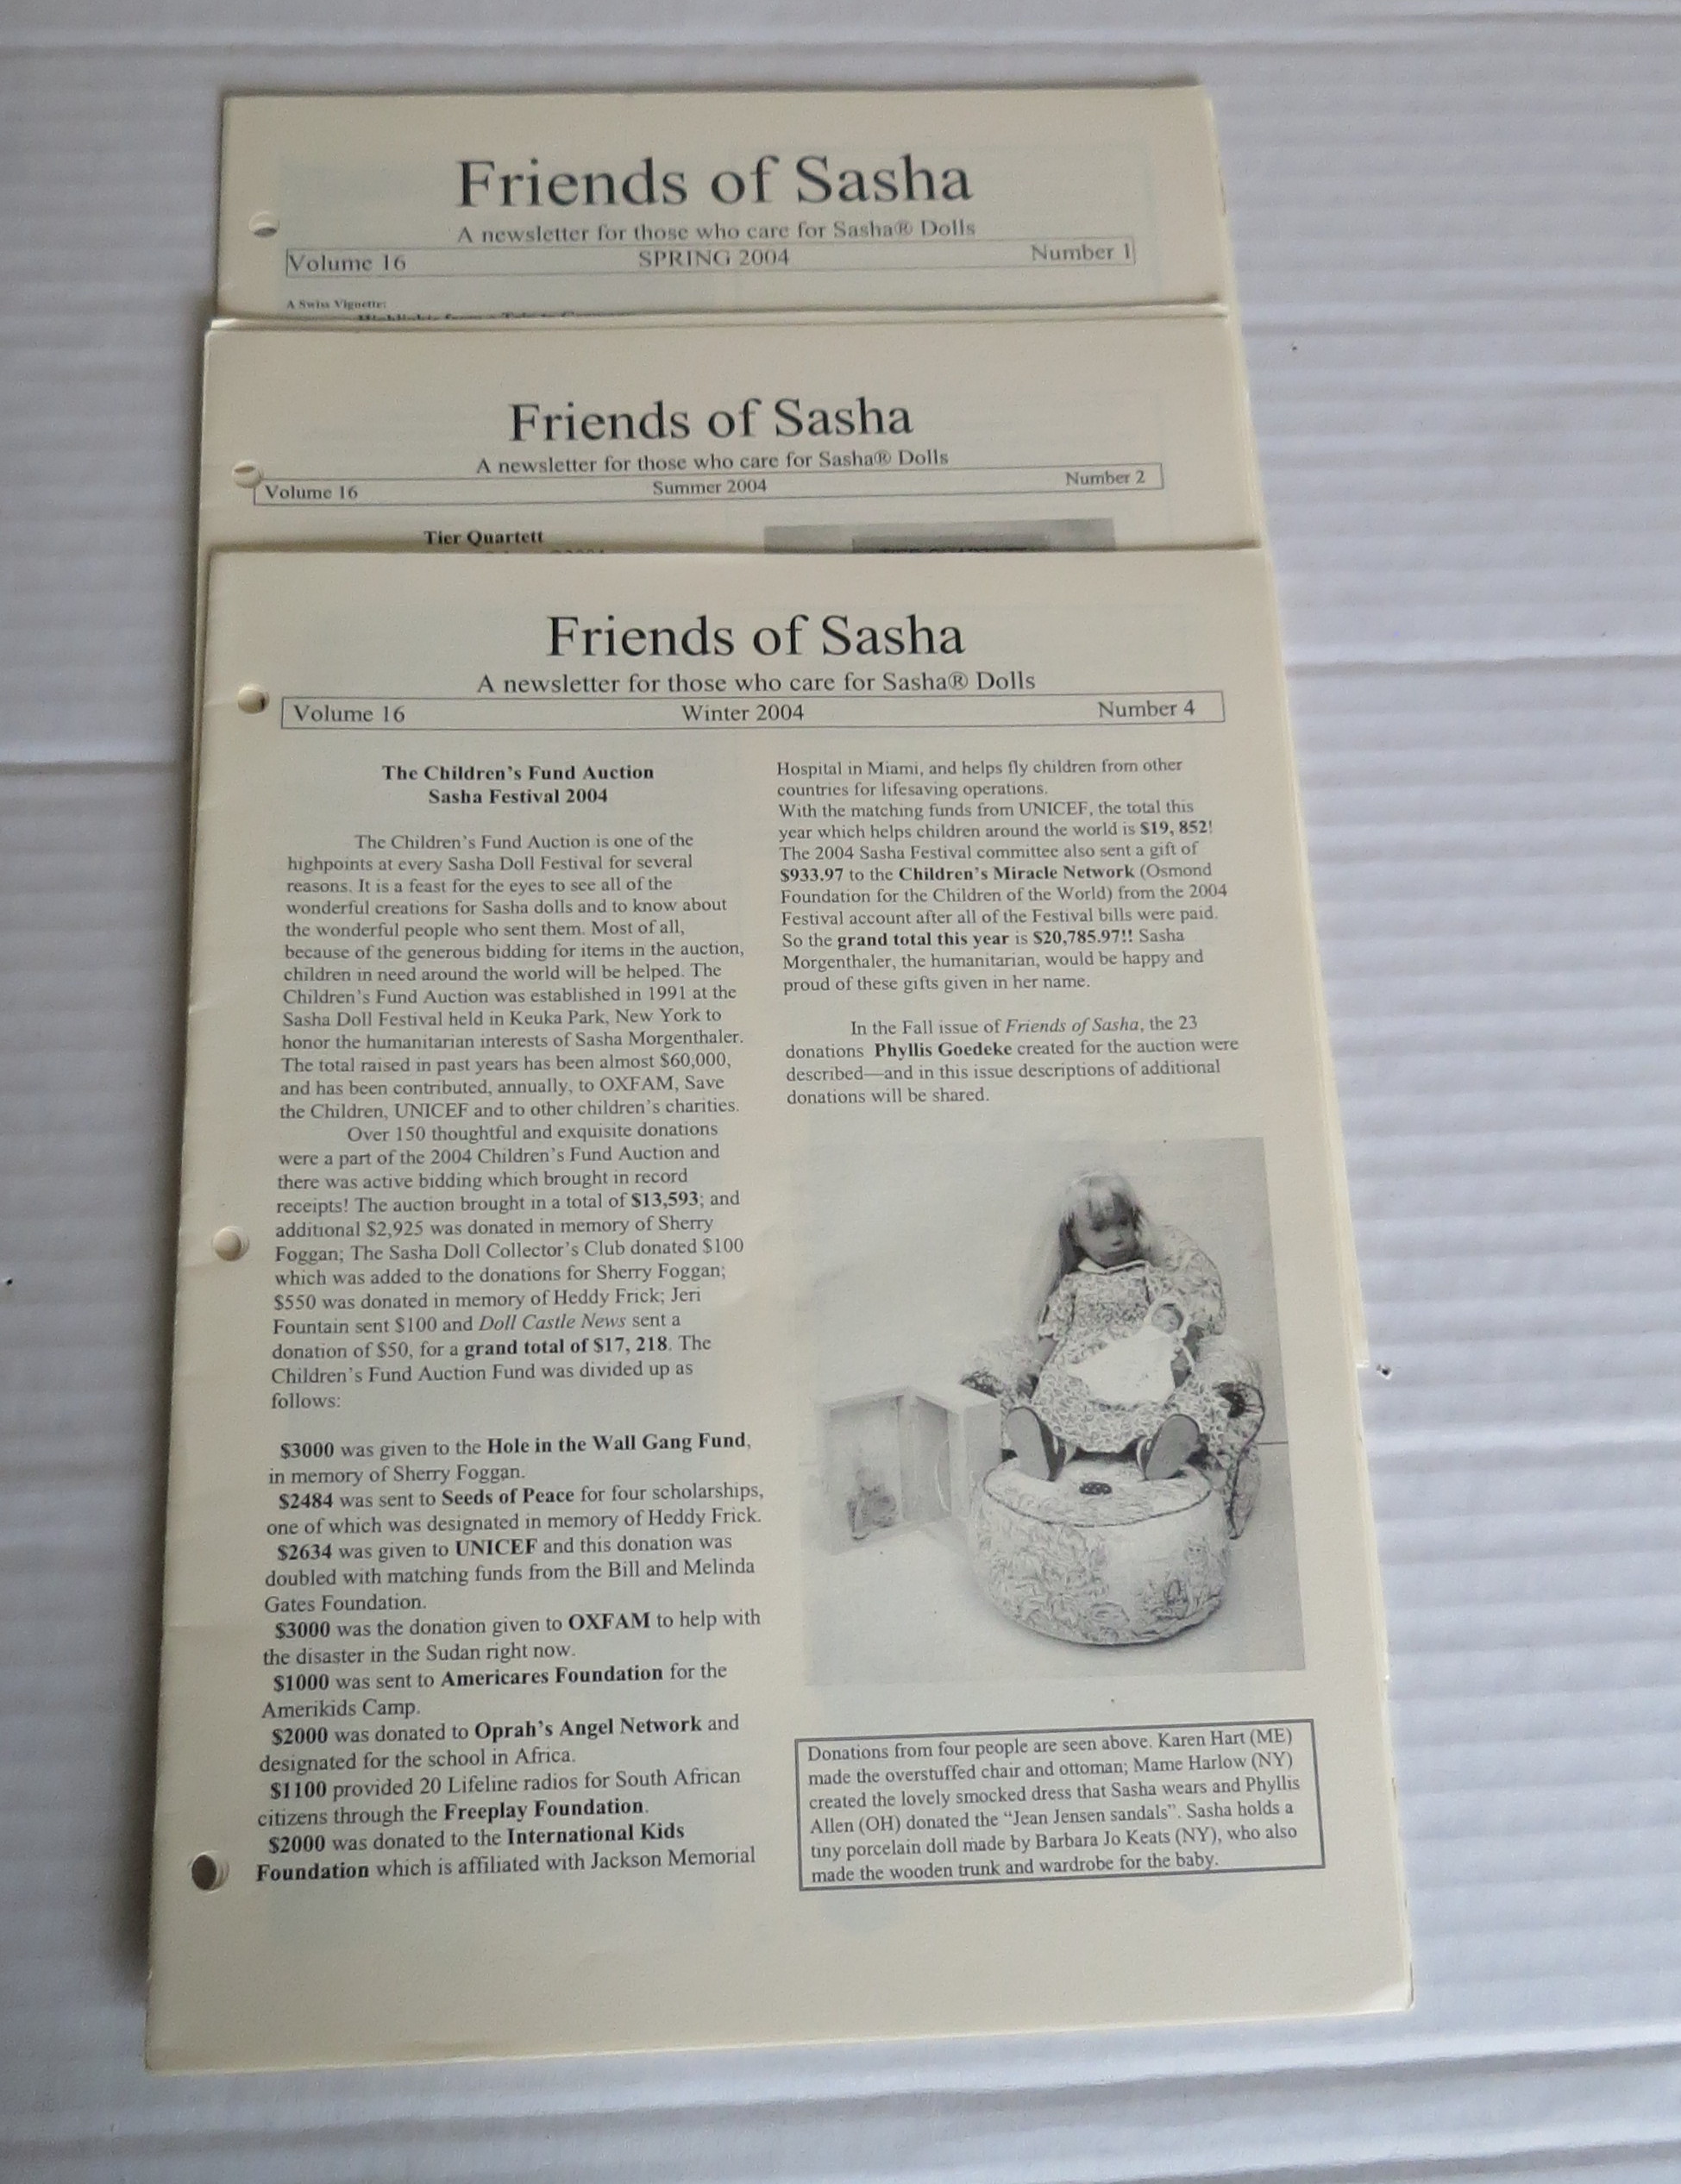 Friends of Sasha
A newsletter for those who care for Sasha® Dolls
Volume 16 SPRING 2004 Number 1
A Swiss Vignette:
Friends of Sasha
A newsletter for those who care for Sasha® Dolls
Volume 16 Summer 2004 Number 2
Tier Quartett
Friends of Sasha
A newsletter for those who care for Sasha® Dolls
Volume 16 Winter 2004 Number 4
The Children's Fund Auction
Sasha Festival 2004
The Children's Fund Auction is one of the
highpoints at every Sasha Doll Festival for several
reasons. It is a feast for the eyes to see all of the
wonderful creations for Sasha dolls and to know about
the wonderful people who sent them. Most of all,
because of the generous bidding for items in the auction,
children in need around the world will be helped. The
Children's Fund Auction was established in 1991 at the
Sasha Doll Festival held in Keuka Park, New York to
honor the humanitarian interests of Sasha Morgenthaler.
The total raised in past years has been almost $60,000,
and has been contributed, annually, to OXFAM, Save
the Children, UNICEF and to other children's charities.
Over 150 thoughtful and exquisite donations
were a part of the 2004 Children's Fund Auction and
there was active bidding which brought in record
receipts! The auction brought in a total of $13,593; and
additional $2,925 was donated in memory of Sherry
Foggan; The Sasha Doll Collector's Club donated $100
which was added to the donations for Sherry Foggan;
$550 was donated in memory of Heddy Frick; Jeri
Fountain sent $100 and Doll Castle News sent a
donation of $50, for a grand total of $17, 218. The
Children's Fund Auction Fund was divided up as
follows:
$3000 was given to the Hole in the Wall Gang Fund,
in memory of Sherry Foggan.
$2484 was sent to Seeds of Peace for four scholarships,
one of which was designated in memory of Heddy Frick.
$2634 was given to UNICEF and this donation was
doubled with matching funds from the Bill and Melinda
Gates Foundation.
$3000 was the donation given to OXFAM to help with
the disaster in the Sudan right now.
$1000 was sent to Americares Foundation for the
Amerikids Camp.
$2000 was donated to Oprah's Angel Network and
designated for the school in Africa.
$1100 provided 20 Lifeline radios for South African
citizens through the Freeplay Foundation.
$2000 was donated to the International Kids
Foundation which is affiliated with Jackson Memorial
Hospital in Miami, and helps fly children from other
countries for lifesaving operations.
With the matching funds from UNICEF, the total this
year which helps children around the world is $19, 852!
The 2004 Sasha Festival committee also sent a gift of
$933.97 to the Children's Miracle Network (Osmond
Foundation for the Children of the World) from the 2004
Festival account after all of the Festival bills were paid.
So the grand total this year is $20,785.97!! Sasha
Morgenthaler, the humanitarian, would be happy and
proud of these gifts given in her name.
In the Fall issue of Friends of Sasha, the 23
donations Phyllis Goedeke created for the auction were
described—and in this issue descriptions of additional
donations will be shared.
Donations from four people are seen above. Karen Hart (ME)
made the overstuffed chair and ottoman; Mame Harlow (NY)
created the lovely smocked dress that Sasha wears and Phyllis
Allen (OH) donated the "Jean Jensen sandals". Sasha holds a
tiny porcelain doll made by Barbara Jo Keats (NY), who also
made the wooden trunk and wardrobe for the baby.